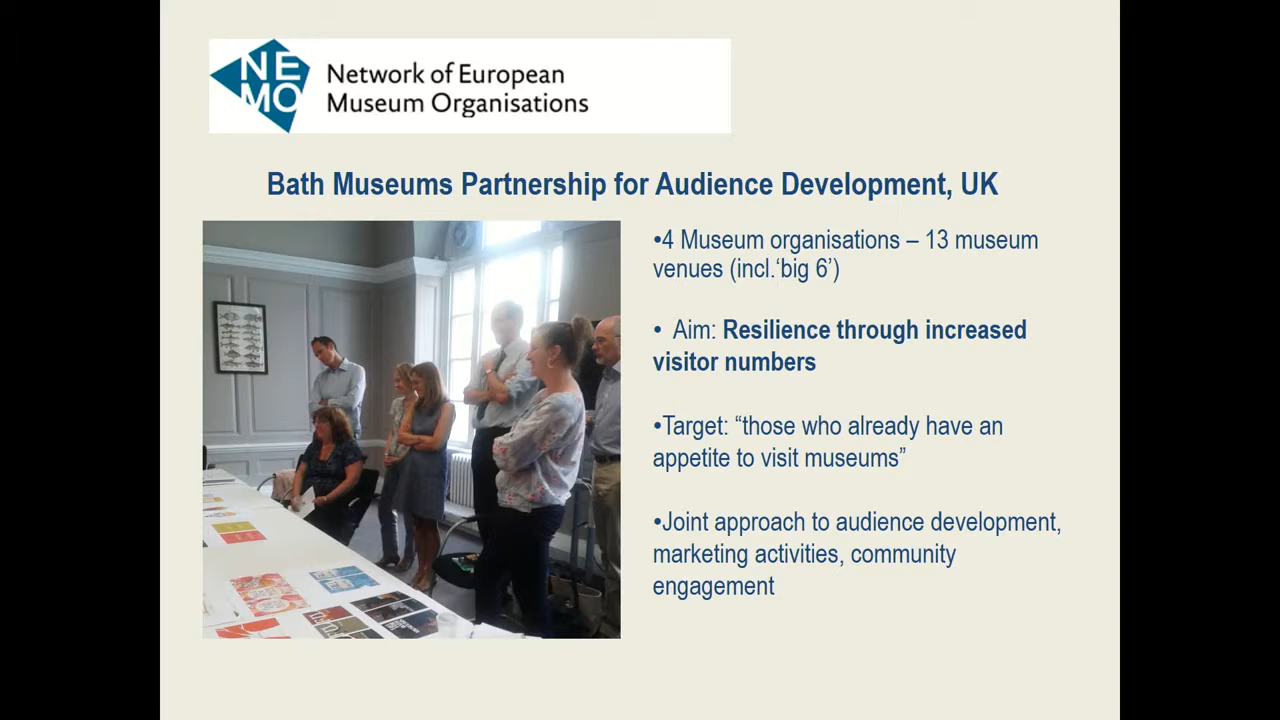 NE
MO
Network of European
Museum Organisations
Bath Museums Partnership for Audience Development, UK
•4 Museum organisations – 13 museum
venues (incl.‘big 6’)
• Aim: Resilience through increased
visitor numbers
•Target: “those who already have an
appetite to visit museums”
•Joint approach to audience development,
marketing activities, community
engagement